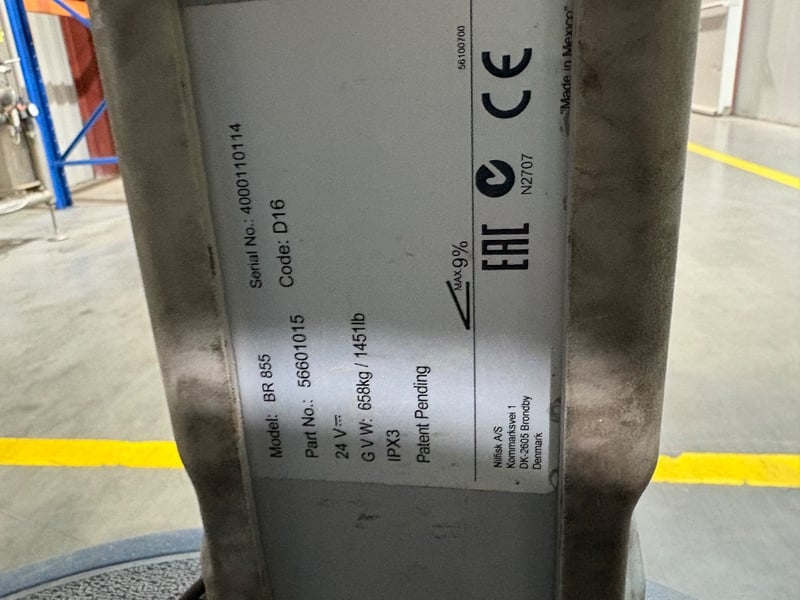 Model: BR 855
Serial No.: 4000110114
Part No.: 56601015
Code: D16
24 V
G V W: 658kg / 1451lb
IPX3
Patent Pending
MAX. 9%
56100700
Nilfisk A/S
Kornmarksvej 1
DK-2605 Brondby
Denmark
EAC
N2707
CE
"Made in Mexico"